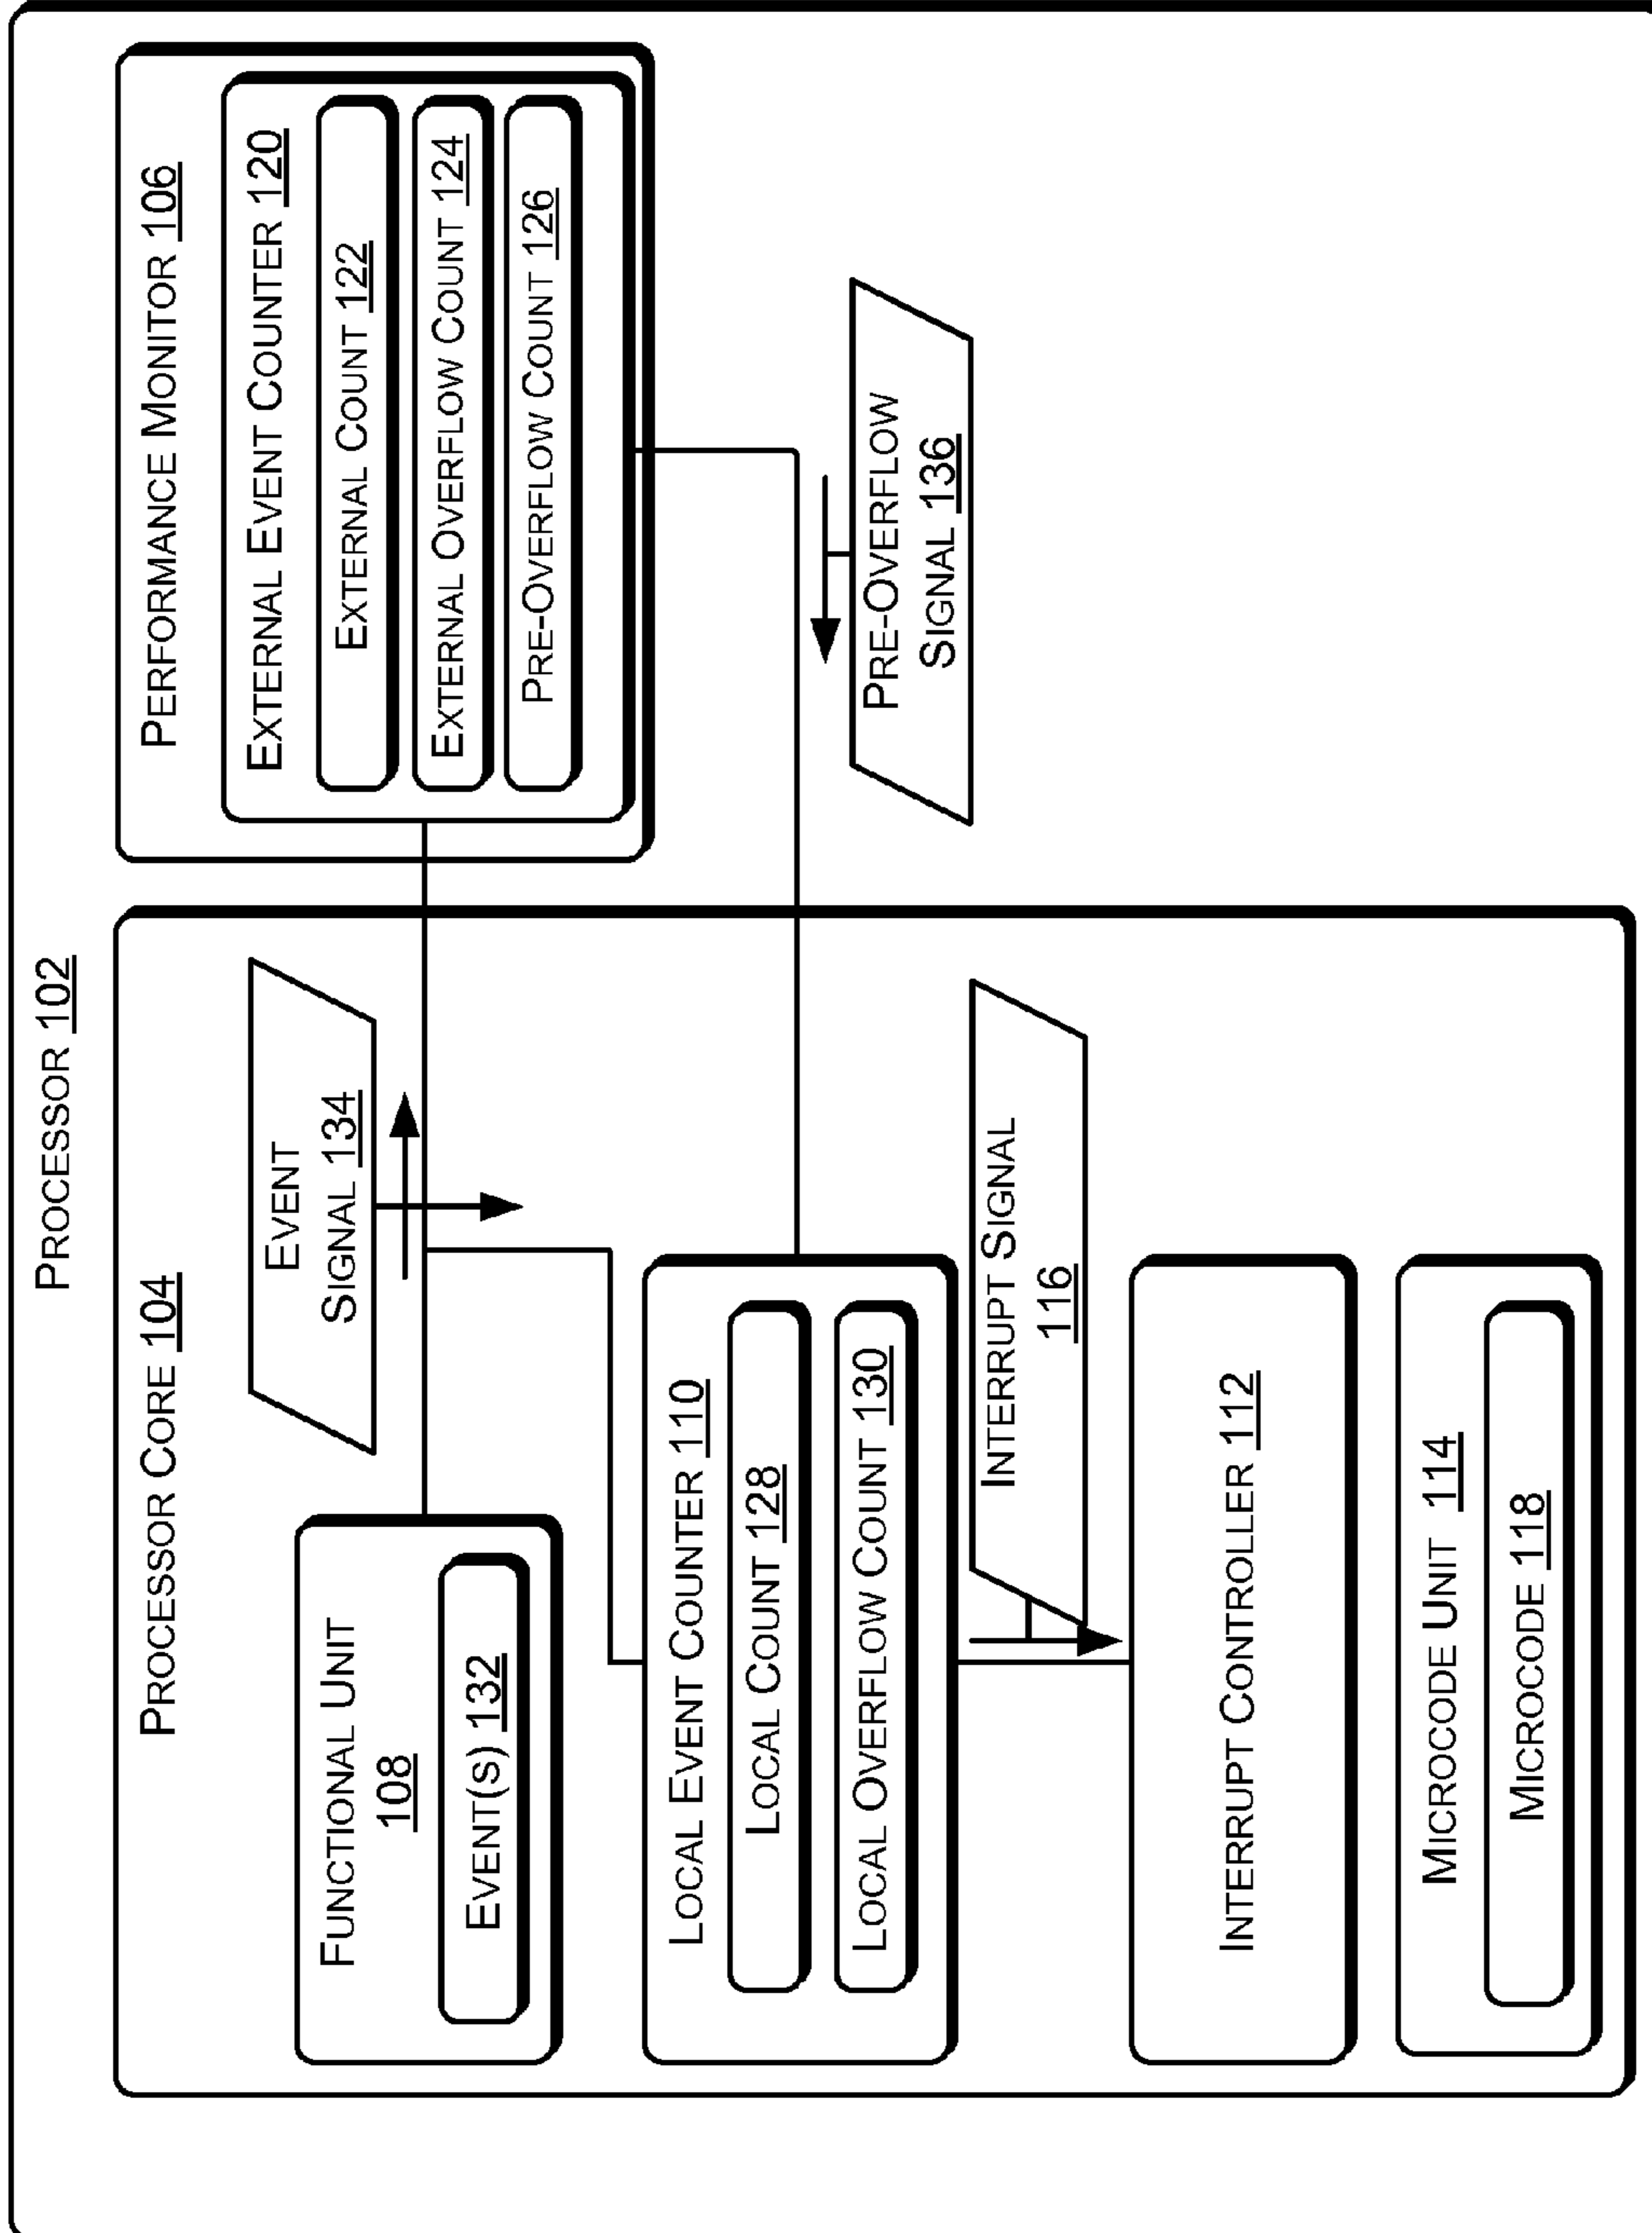 PROCESSOR 102
PROCESSOR CORE 104
FUNCTIONAL UNIT
108
EVENT(S) 132
EVENT
SIGNAL 134
LOCAL EVENT COUNTER 110
LOCAL COUNT 128
LOCAL OVERFLOW COUNT 130
INTERRUPT SIGNAL
116
INTERRUPT CONTROLLER 112
MICROCODE UNIT 114
MICROCODE 118
PERFORMANCE MONITOR 106
EXTERNAL EVENT COUNTER 120
EXTERNAL COUNT 122
EXTERNAL OVERFLOW COUNT 124
PRE-OVERFLOW COUNT 126
PRE-OVERFLOW
SIGNAL 136